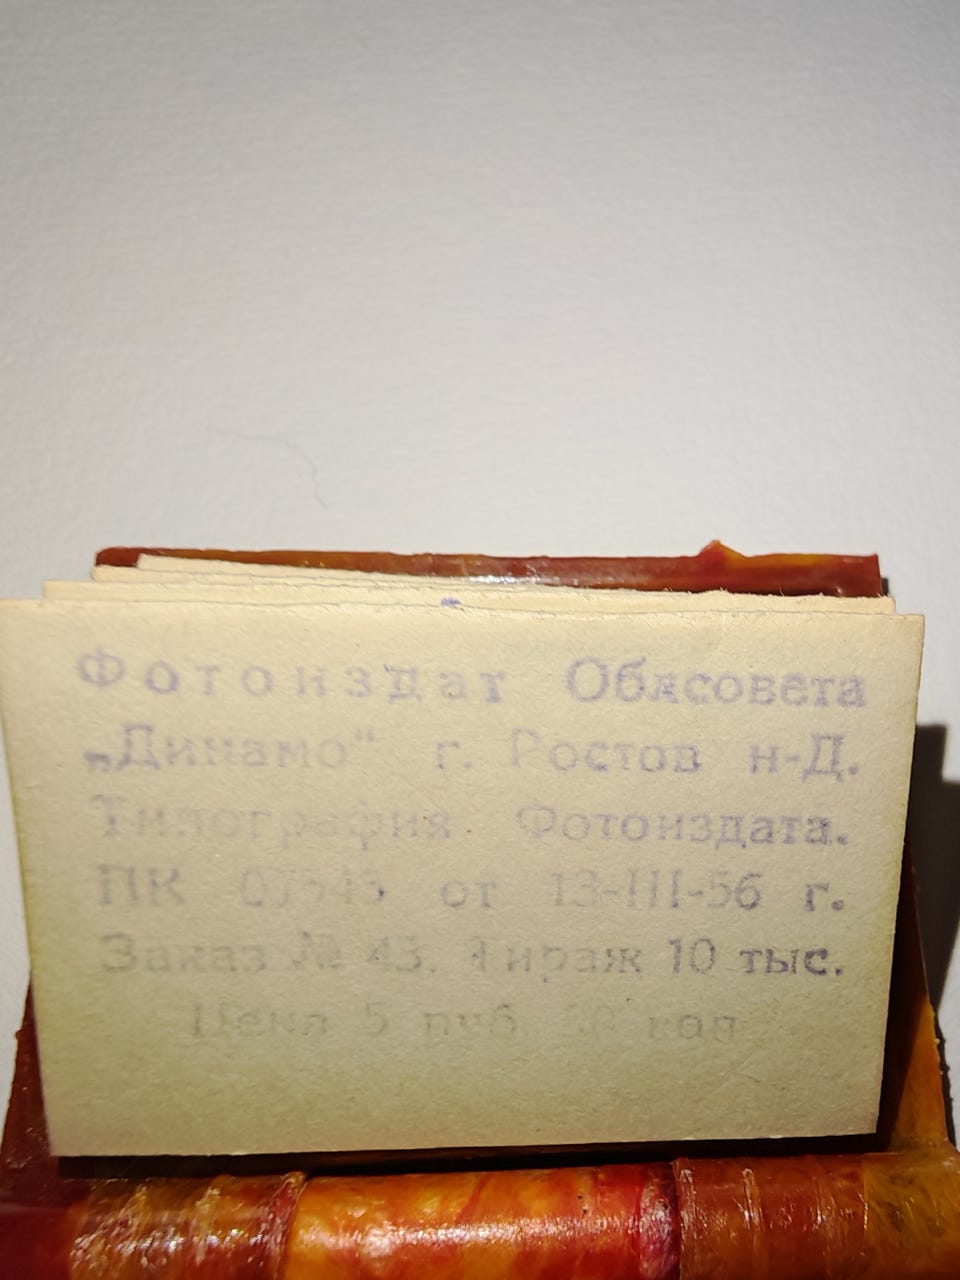 Фотоиздат Облсовета
„Динамо“ г. Ростов н-Д.
Типография Фотоиздата.
ПК от 13-III-56 г.
Заказ № 43. Тираж 10 тыс.
Цена 5 руб коп